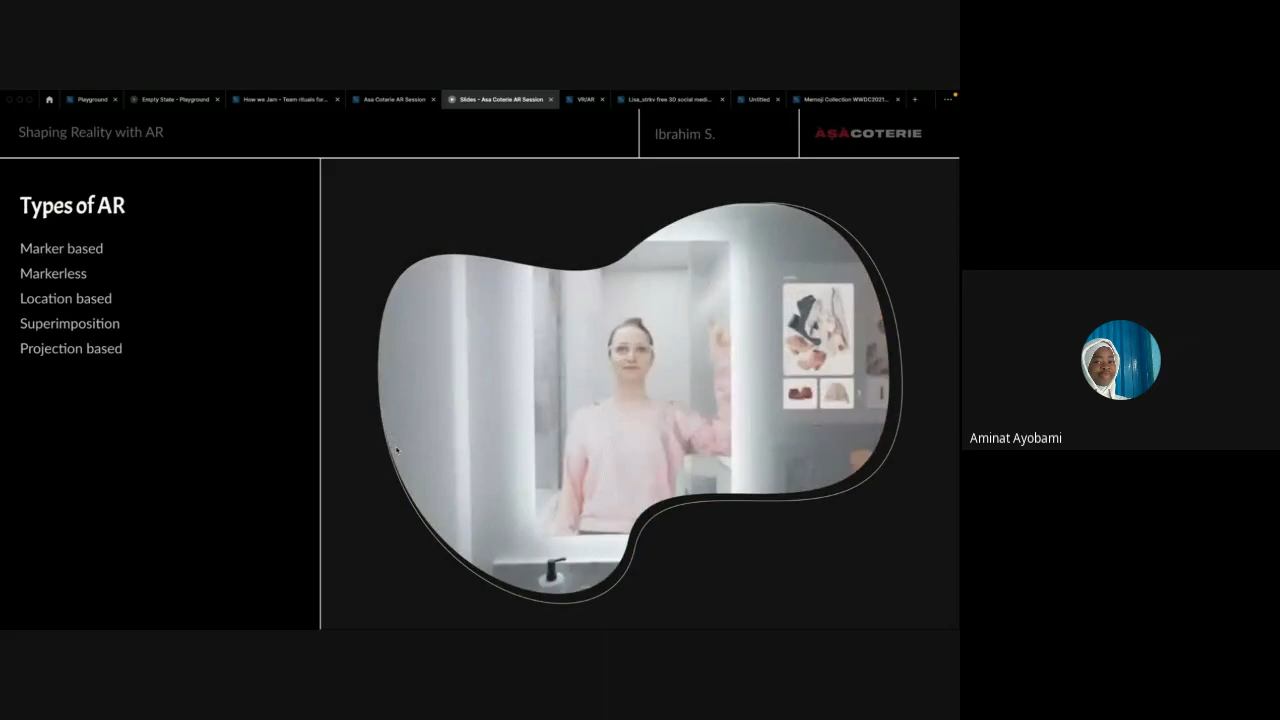 Playground
Empty State - Playground
How we Jam - Team rituals for...
Asa Coterie AR Session
Slides - Asa Coterie AR Session
VR/AR
Lisa_strkv free 3D social medi...
Untitled
Memoji Collection WWDC2021...
Shaping Reality with AR
Ibrahim S.
ÀṢÀCOTERIE
Types of AR
Marker based
Markerless
Location based
Superimposition
Projection based
Aminat Ayobami